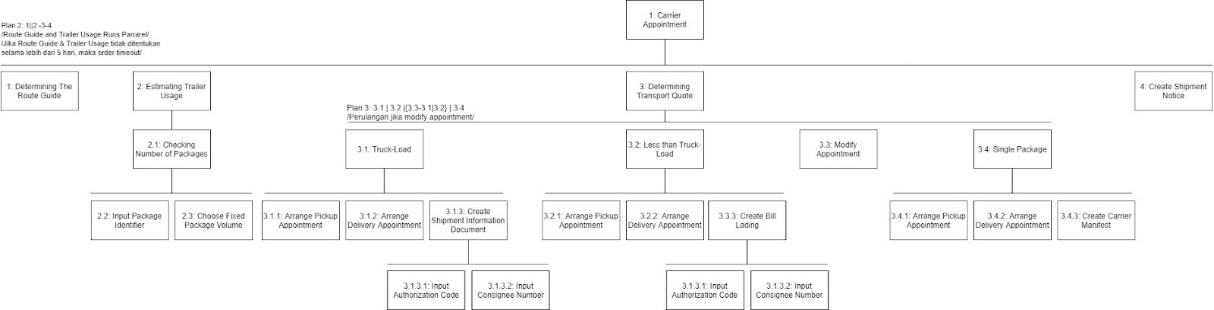 Plan 2: 1||2 -3-4
/Route Guide and Trailer Usage Runs Pararel/
/Jika Route Guide & Trailer Usage tidak ditentukan
selama lebih dari 5 hari, maka order timeout/
1: Carrier
Appointment
1: Determining The
Route Guide
2: Estimating Trailer
Usage
3: Determining
Transport Quote
4: Create Shipment
Notice
Plan 3: 3.1 | 3.2 |{3.3-3.1|3.2} | 3.4
/Perulangan jika modify appointment/
2.1: Checking
Number of Packages
3.1: Truck-Load
3.2: Less than Truck-
Load
3.3: Modify
Appointment
3.4: Single Package
2.2: Input Package
Identifier
2.3: Choose Fixed
Package Volume
3.1.1: Arrange Pickup
Appointment
3.1.2: Arrange
Delivery Appointment
3.1.3: Create
Shipment Information
Document
3.2.1: Arrange Pickup
Appointment
3.2.2: Arrange
Delivery Appointment
3.3.3: Create Bill
Lading
3.4.1: Arrange Pickup
Appointment
3.4.2: Arrange
Delivery Appointment
3.4.3: Create Carrier
Manifest
3.1.3.1: Input
Authorization Code
3.1.3.2: Input
Consignee Number
3.1.3.1: Input
Authorization Code
3.1.3.2: Input
Consignee Number